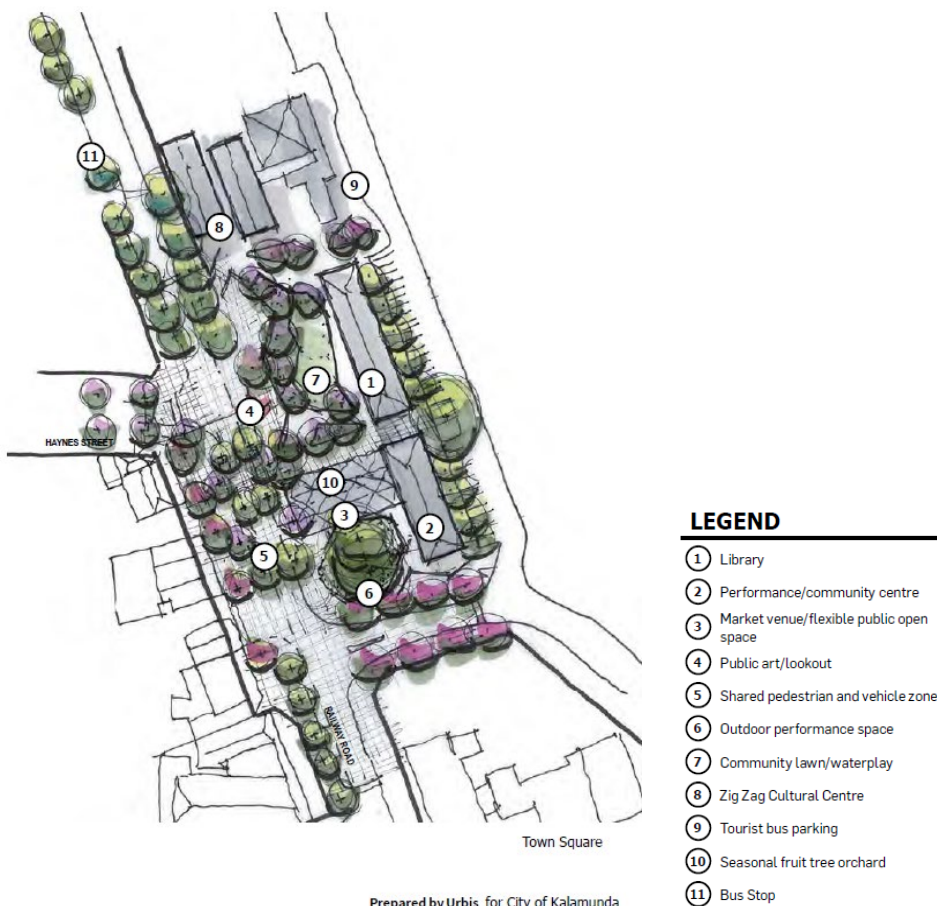 11
9
8
7
1
4
HAYNES STREET
10
3
2
5
6
RAILWAY ROAD
Town Square
Prepared by Urbis for City of Kalamunda
LEGEND
1 Library
2 Performance/community centre
3 Market venue/flexible public open
space
4 Public art/lookout
5 Shared pedestrian and vehicle zone
6 Outdoor performance space
7 Community lawn/waterplay
8 Zig Zag Cultural Centre
9 Tourist bus parking
10 Seasonal fruit tree orchard
11 Bus Stop